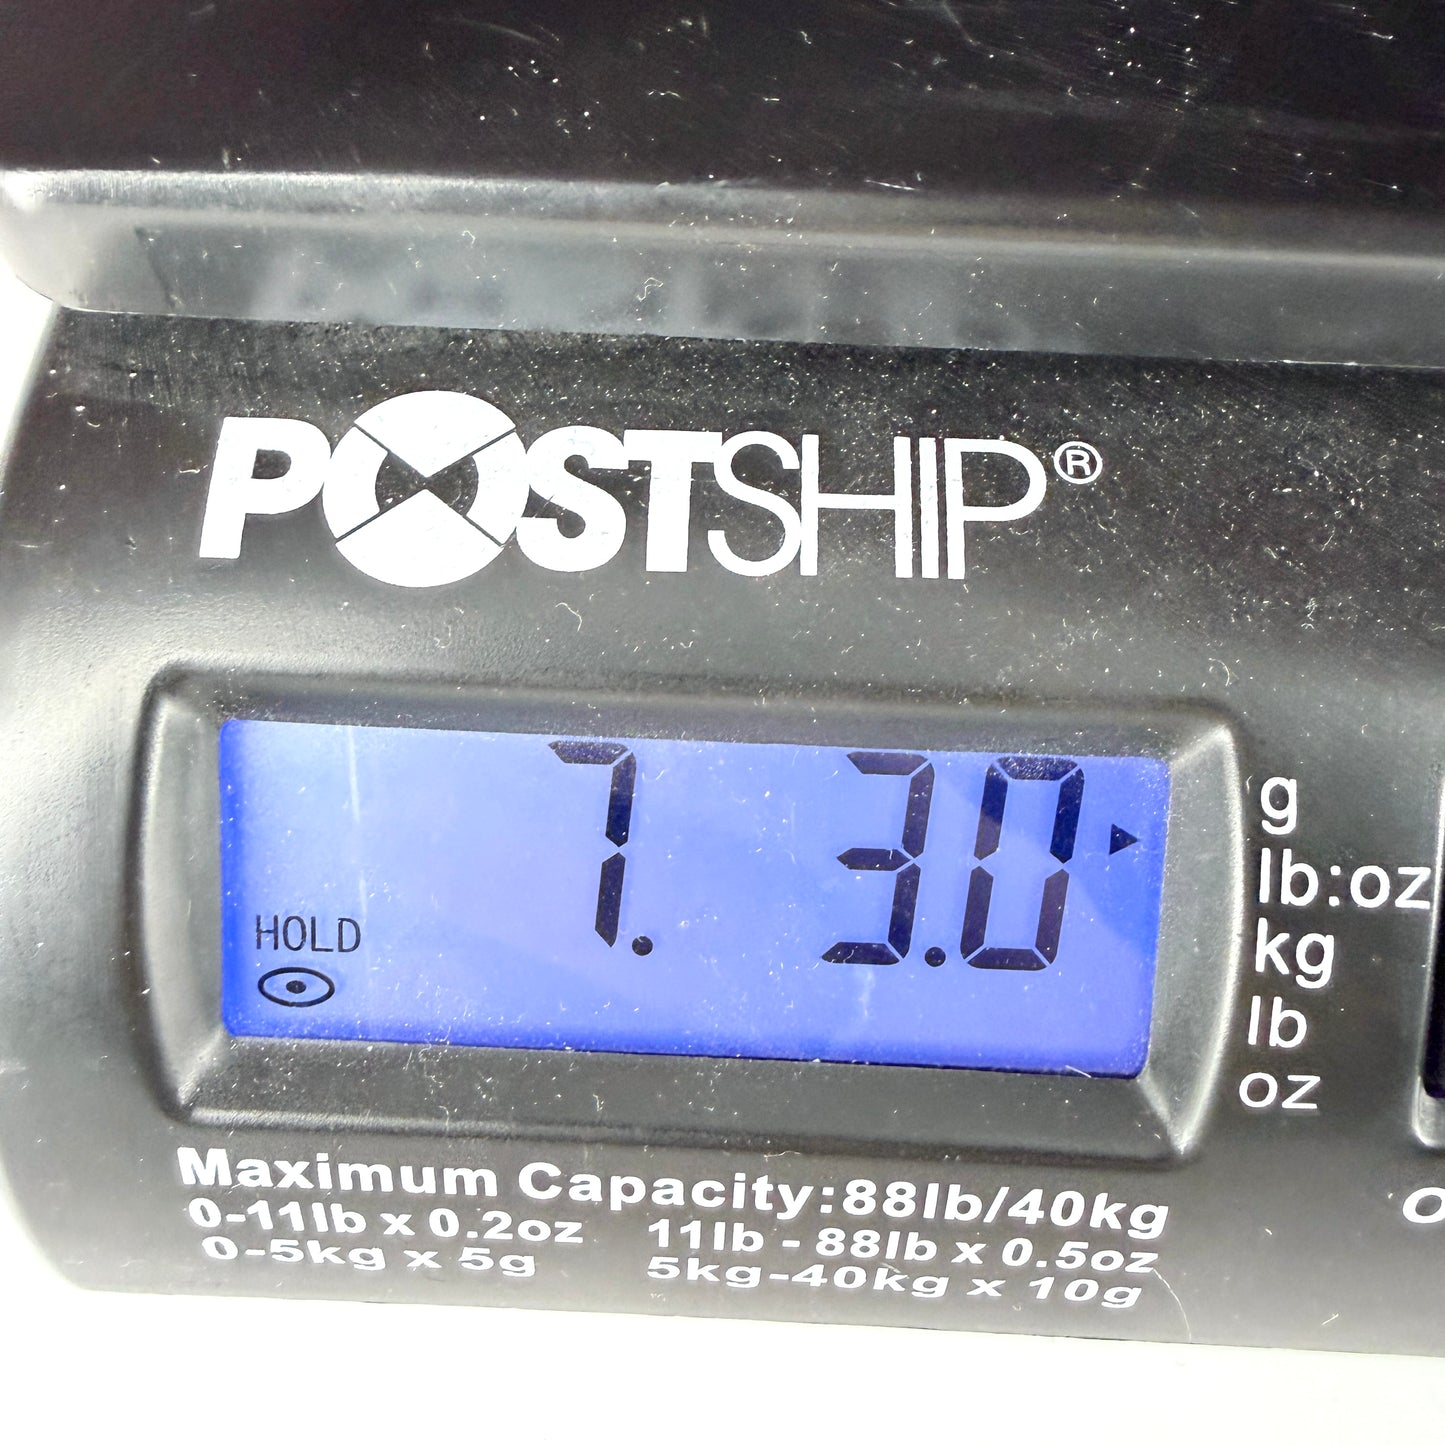 POSTSHIP®
7. 3.0
HOLD
g
lb:oz
kg
lb
oz
Maximum Capacity:88lb/40kg
0-11lb x 0.2oz 11lb - 88lb x 0.5oz
0-5kg x 5g 5kg-40kg x 10g